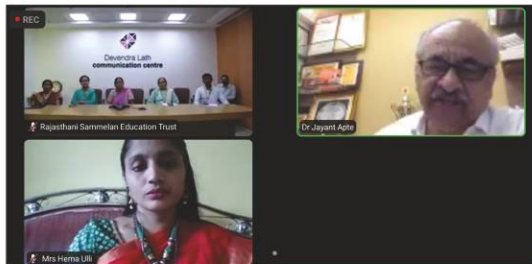 REC
Devendra Lath
communication centre
Rajasthani Sammelan Education Trust
Dr Jayant Apte
Mrs Hema Ulli